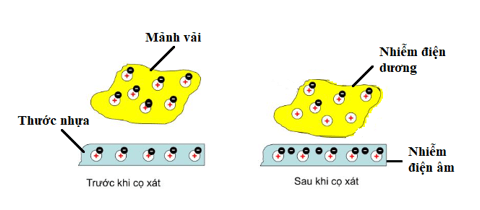 Mảnh vải
Thước nhựa
Trước khi cọ xát
Nhiễm điện
dương
Nhiễm
điện âm
Sau khi cọ xát